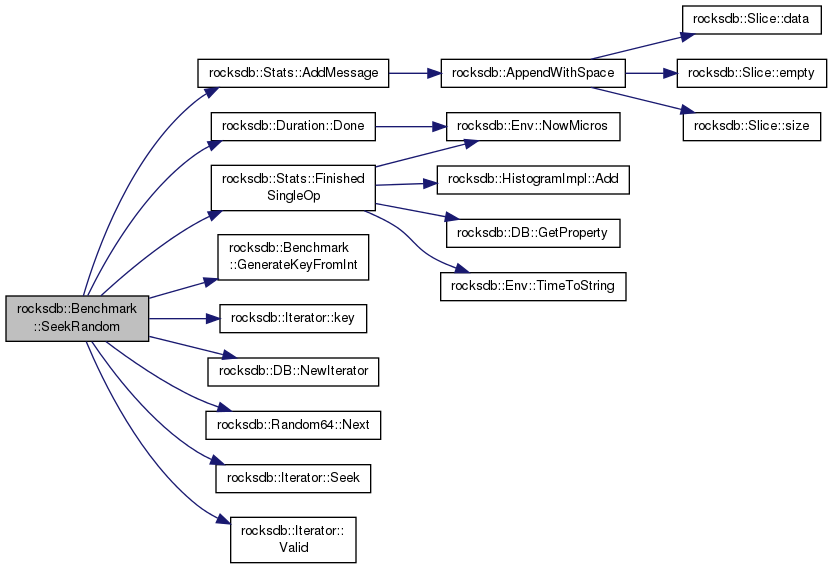 rocksdb::Benchmark
::SeekRandom
rocksdb::Stats::AddMessage
rocksdb::Duration::Done
rocksdb::Stats::Finished
SingleOp
rocksdb::Benchmark
::GenerateKeyFromInt
rocksdb::Iterator::key
rocksdb::DB::NewIterator
rocksdb::Random64::Next
rocksdb::Iterator::Seek
rocksdb::Iterator::
Valid
rocksdb::AppendWithSpace
rocksdb::Env::NowMicros
rocksdb::HistogramImpl::Add
rocksdb::DB::GetProperty
rocksdb::Env::TimeToString
rocksdb::Slice::data
rocksdb::Slice::empty
rocksdb::Slice::size